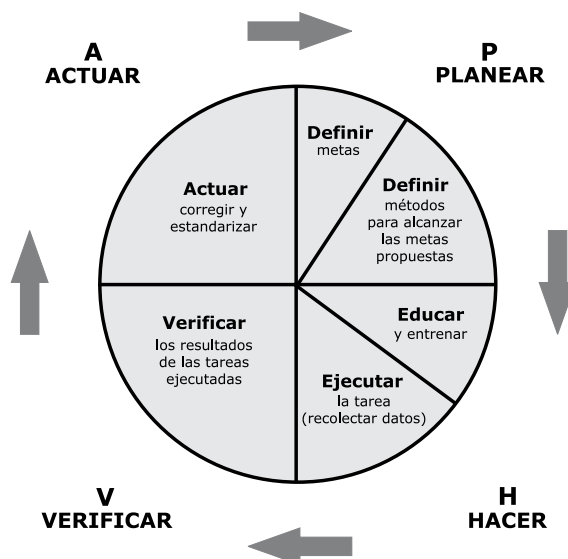 A
ACTUAR
P
PLANEAR
Definir
metas
Definir
métodos
para alcanzar
las metas
propuestas
Actuar
corregir y
estandarizar
Educar
y entrenar
Verificar
los resultados
de las tareas
ejecutadas
Ejecutar
la tarea
(recolectar datos)
V
VERIFICAR
H
HACER